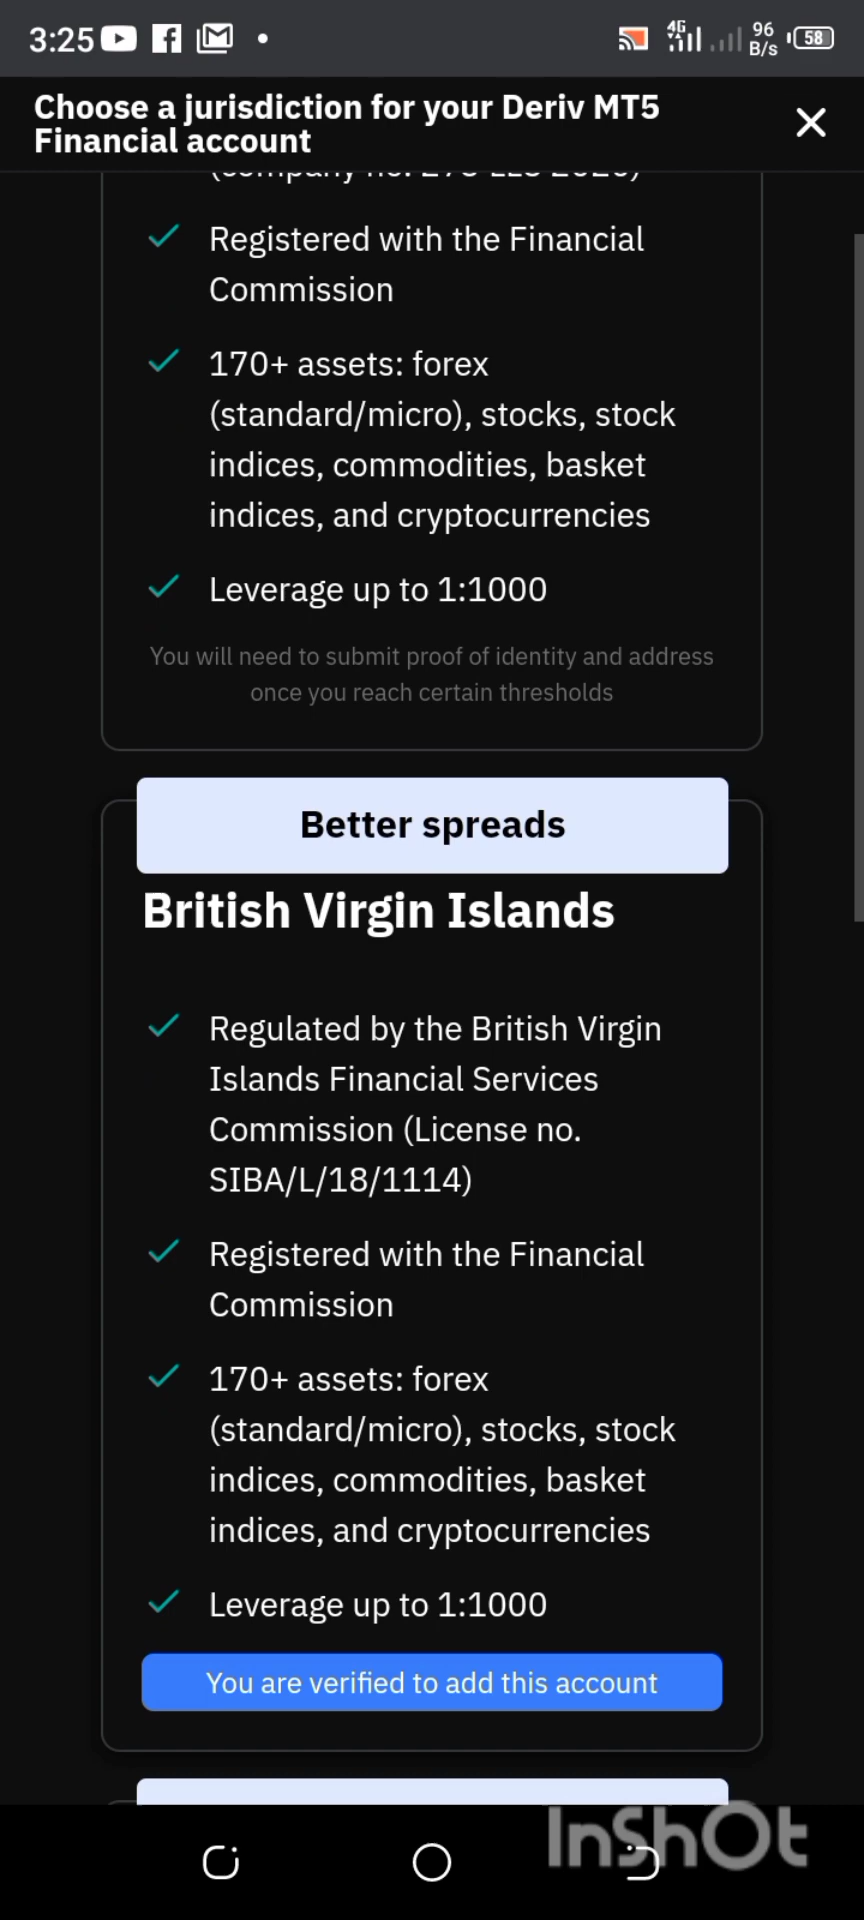 3:25
4G
96
B/s
58
Choose a jurisdiction for your Deriv MT5
Financial account
Registered with the Financial
Commission
170+ assets: forex
(standard/micro), stocks, stock
indices, commodities, basket
indices, and cryptocurrencies
Leverage up to 1:1000
You will need to submit proof of identity and address
once you reach certain thresholds
Better spreads
British Virgin Islands
Regulated by the British Virgin
Islands Financial Services
Commission (License no.
SIBA/L/18/1114)
Registered with the Financial
Commission
170+ assets: forex
(standard/micro), stocks, stock
indices, commodities, basket
indices, and cryptocurrencies
Leverage up to 1:1000
You are verified to add this account
InShOt